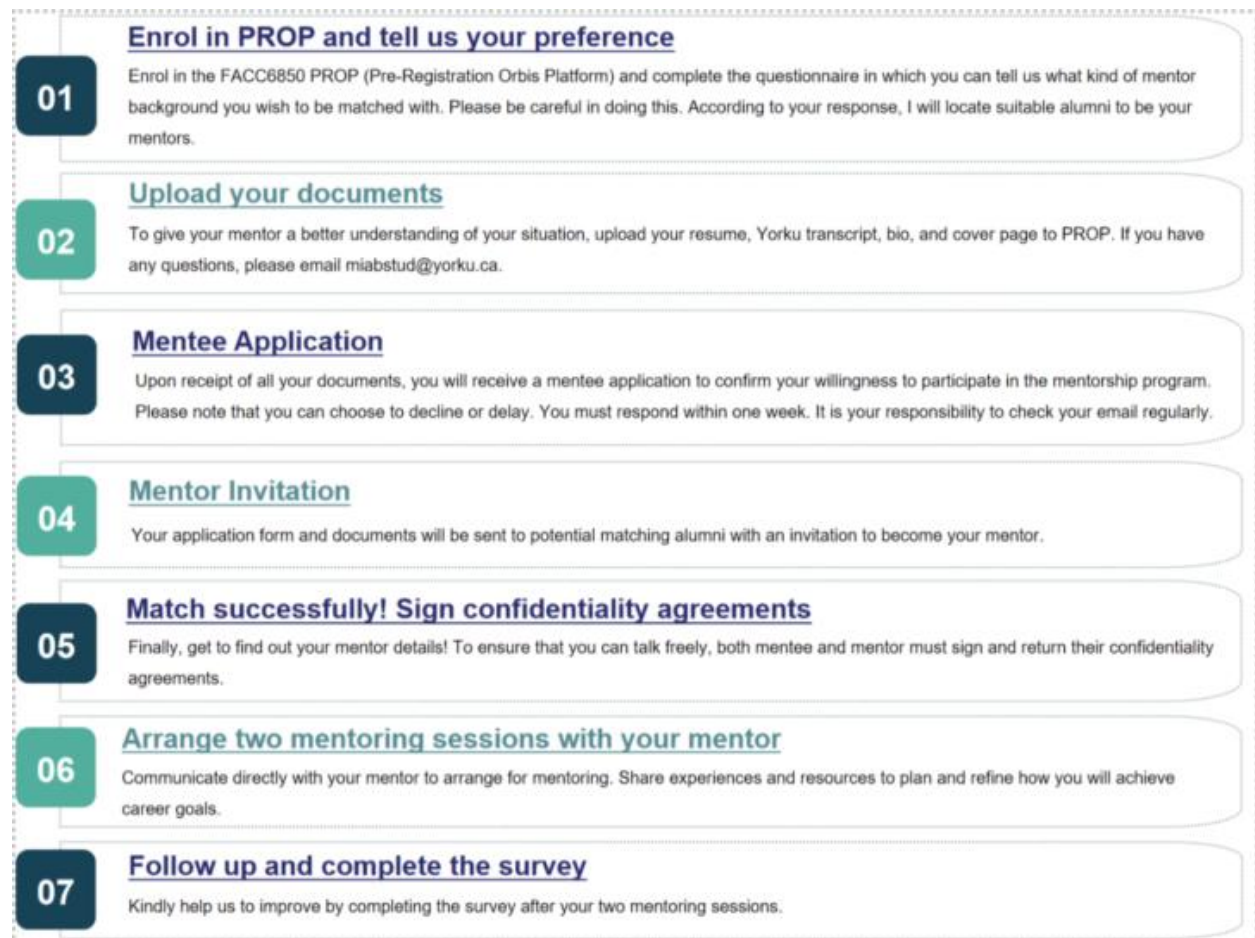 Enrol in PROP and tell us your preference
01
Enrol in the FACC6850 PROP (Pre-Registration Orbis Platform) and complete the questionnaire in which you can tell us what kind of mentor
background you wish to be matched with. Please be careful in doing this. According to your response, I will locate suitable alumni to be your
mentors.
Upload your documents
02
To give your mentor a better understanding of your situation, upload your resume, Yorku transcript, bio, and cover page to PROP. If you have
any questions, please email miabstud@yorku.ca.
Mentee Application
03
Upon receipt of all your documents, you will receive a mentee application to confirm your willingness to participate in the mentorship program.
Please note that you can choose to decline or delay. You must respond within one week. It is your responsibility to check your email regularly.
Mentor Invitation
04
Your application form and documents will be sent to potential matching alumni with an invitation to become your mentor.
Match successfully! Sign confidentiality agreements
05
Finally, get to find out your mentor details! To ensure that you can talk freely, both mentee and mentor must sign and return their confidentiality
agreements.
Arrange two mentoring sessions with your mentor
06
Communicate directly with your mentor to arrange for mentoring. Share experiences and resources to plan and refine how you will achieve
career goals.
Follow up and complete the survey
07
Kindly help us to improve by completing the survey after your two mentoring sessions.